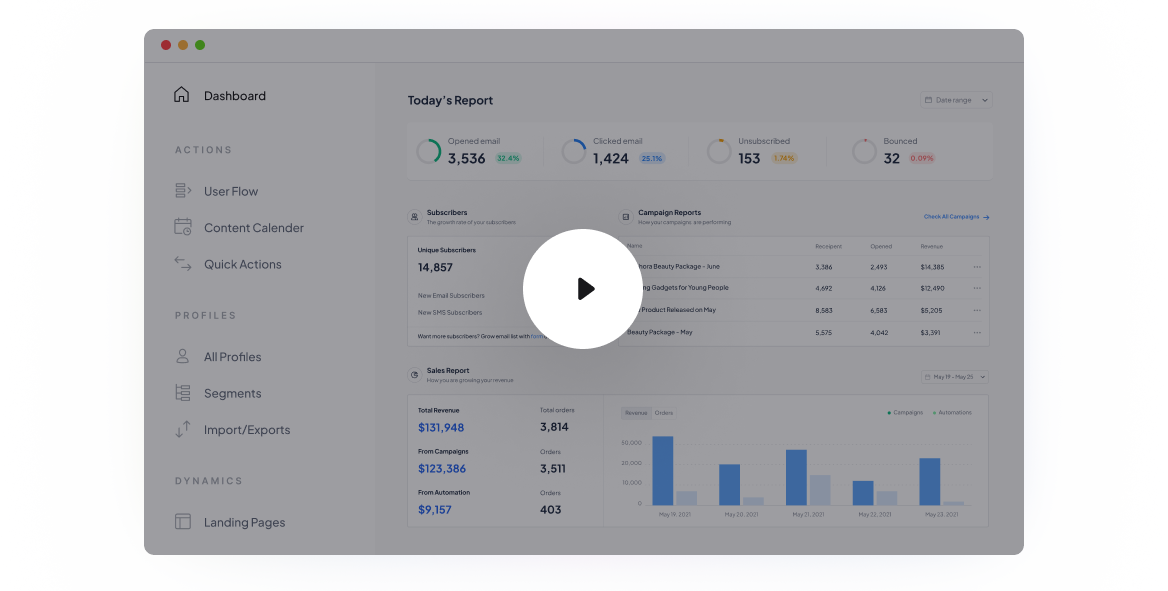 Dashboard
ACTIONS
User Flow
Content Calender
Quick Actions
PROFILES
All Profiles
Segments
Import/Exports
DYNAMICS
Landing Pages
Today's Report
Date range
Opened email
3,536 32.4%
Clicked email
1,424 25.1%
Unsubscribed
153 1.74%
Bounced
32 0.09%
Subscribers
The growth rate of your subscribers
Unique Subscribers
14,857
New Email Subscribers
New SMS Subscribers
Want more subscribers? Grow email list with
Campaign Reports
How your campaigns are performing
Check All Campaigns
Name Receipent Opened Revenue
Beauty Package - June 3,386 2,493 $14,385
Gadgets for Young People 4,692 4,126 $12,490
Product Released on May 8,583 6,583 $5,205
Beauty Package - May 5,575 4,042 $3,391
Sales Report
How you are growing your revenue
May 19 - May 25
Total Revenue Total orders
$131,948 3,814
From Campaigns Orders
$123,386 3,511
From Automation Orders
$9,157 403
Revenue Orders
Campaigns Automations
30,000
20,000
10,000
0
May 19, 2021 May 20, 2021 May 21, 2021 May 22, 2021 May 23, 2021